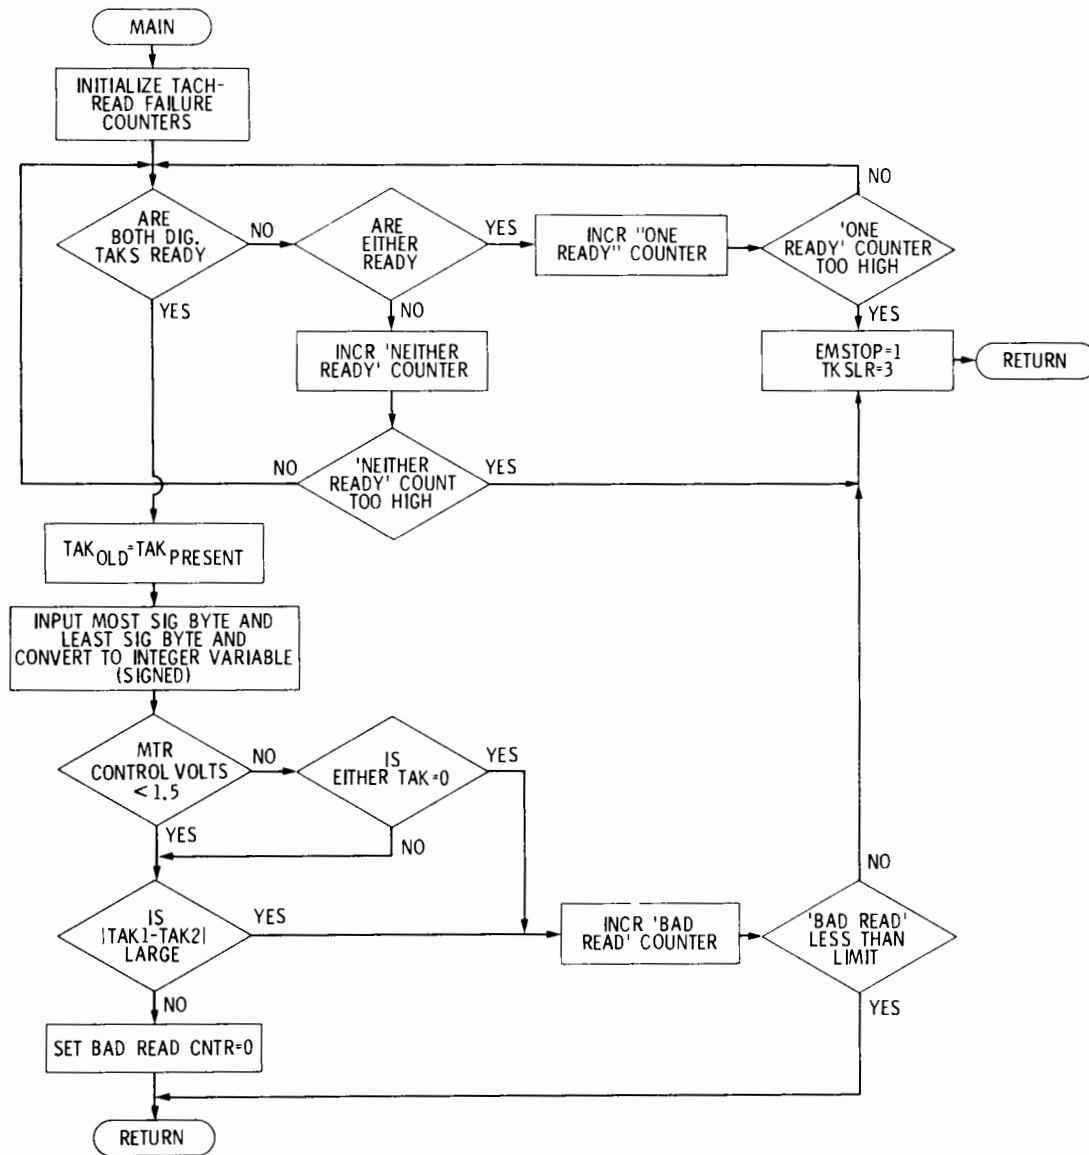 MAIN
INITIALIZE TACH-
READ FAILURE
COUNTERS
NO
ARE
BOTH DIG.
TAKS READY
NO
ARE
EITHER
READY
YES
INCR "ONE
READY" COUNTER
'ONE
READY' COUNTER
TOO HIGH
YES
NO
YES
INCR 'NEITHER
READY' COUNTER
EMSTOP=1
TKSLR=3
RETURN
NO
'NEITHER
READY' COUNT
TOO HIGH
YES
TAKOLD=TAKPRESENT
INPUT MOST SIG BYTE AND
LEAST SIG BYTE AND
CONVERT TO INTEGER VARIABLE
(SIGNED)
MTR
CONTROL VOLTS
< 1.5
NO
IS
EITHER TAK=0
YES
YES
NO
NO
IS
|TAK1-TAK2|
LARGE
YES
INCR 'BAD
READ' COUNTER
'BAD READ'
LESS THAN
LIMIT
NO
YES
SET BAD READ CNTR=0
RETURN